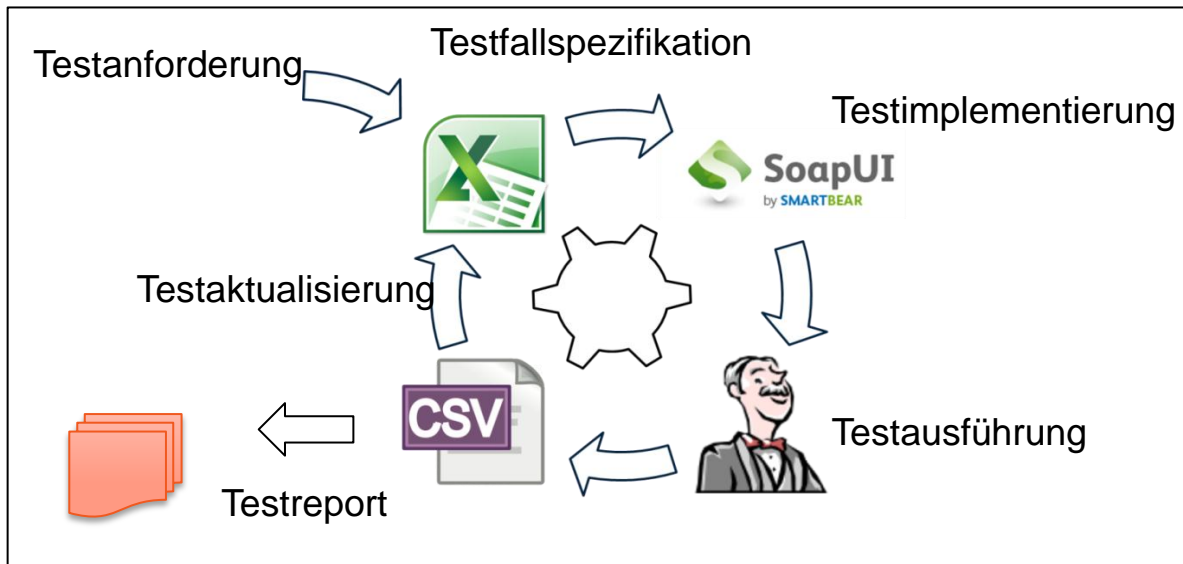 Testfallspezifikation
Testanforderung
Testimplementierung
SoapUI
by SMARTBEAR
Testaktualisierung
CSV
Testausführung
Testreport